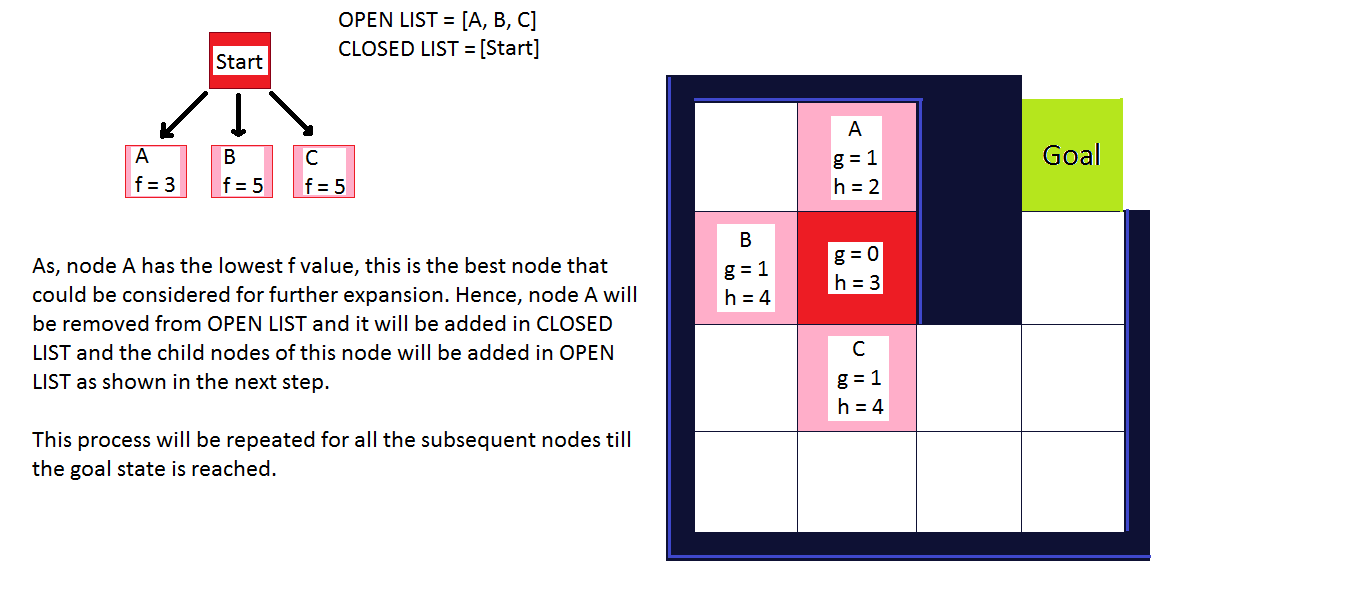 OPEN LIST = [A, B, C]
CLOSED LIST = [Start]
Start
A
f = 3
B
f = 5
C
f = 5
As, node A has the lowest f value, this is the best node that
could be considered for further expansion. Hence, node A will
be removed from OPEN LIST and it will be added in CLOSED
LIST and the child nodes of this node will be added in OPEN
LIST as shown in the next step.
This process will be repeated for all the subsequent nodes till
the goal state is reached.
A
g = 1
h = 2
Goal
B
g = 1
h = 4
g = 0
h = 3
C
g = 1
h = 4